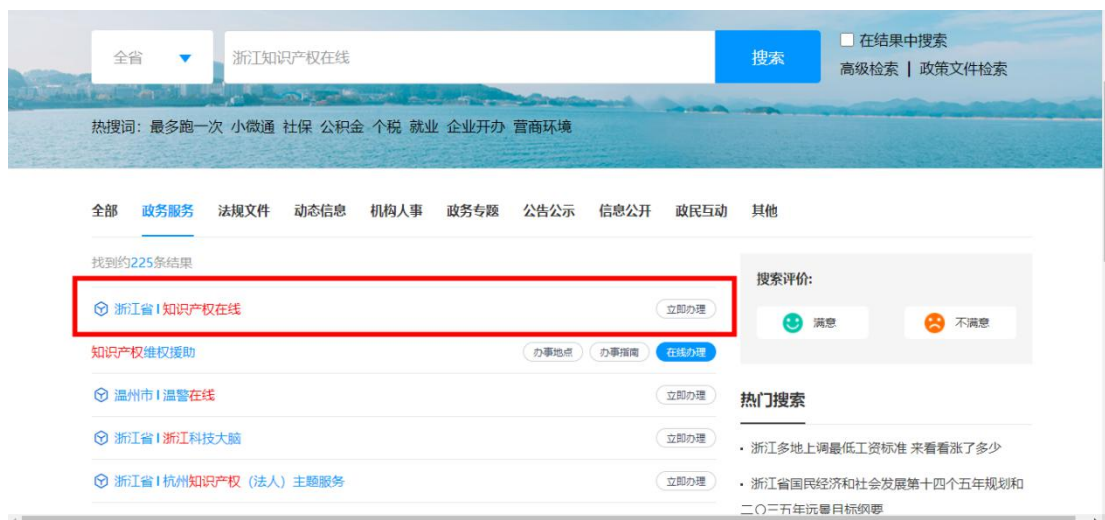 全省
浙江知识产权在线
搜索
在结果中搜索
高级检索 | 政策文件检索
热搜词：最多跑一次 小微通 社保 公积金 个税 就业 企业开办 营商环境
全部 政务服务 法规文件 动态信息 机构人事 政务专题 公告公示 信息公开 政民互动 其他
找到约225条结果
浙江省 | 知识产权在线 立即办理
知识产权维权援助 办事地点 办事指南 在线办理
温州市 | 温警在线 立即办理
浙江省 | 浙江科技大脑 立即办理
浙江省 | 杭州知识产权（法人）主题服务 立即办理
搜索评价:
满意 不满意
热门搜索
· 浙江多地上调最低工资标准 来看看涨了多少
· 浙江省国民经济和社会发展第十四个五年规划和
二〇三五年远景目标纲要